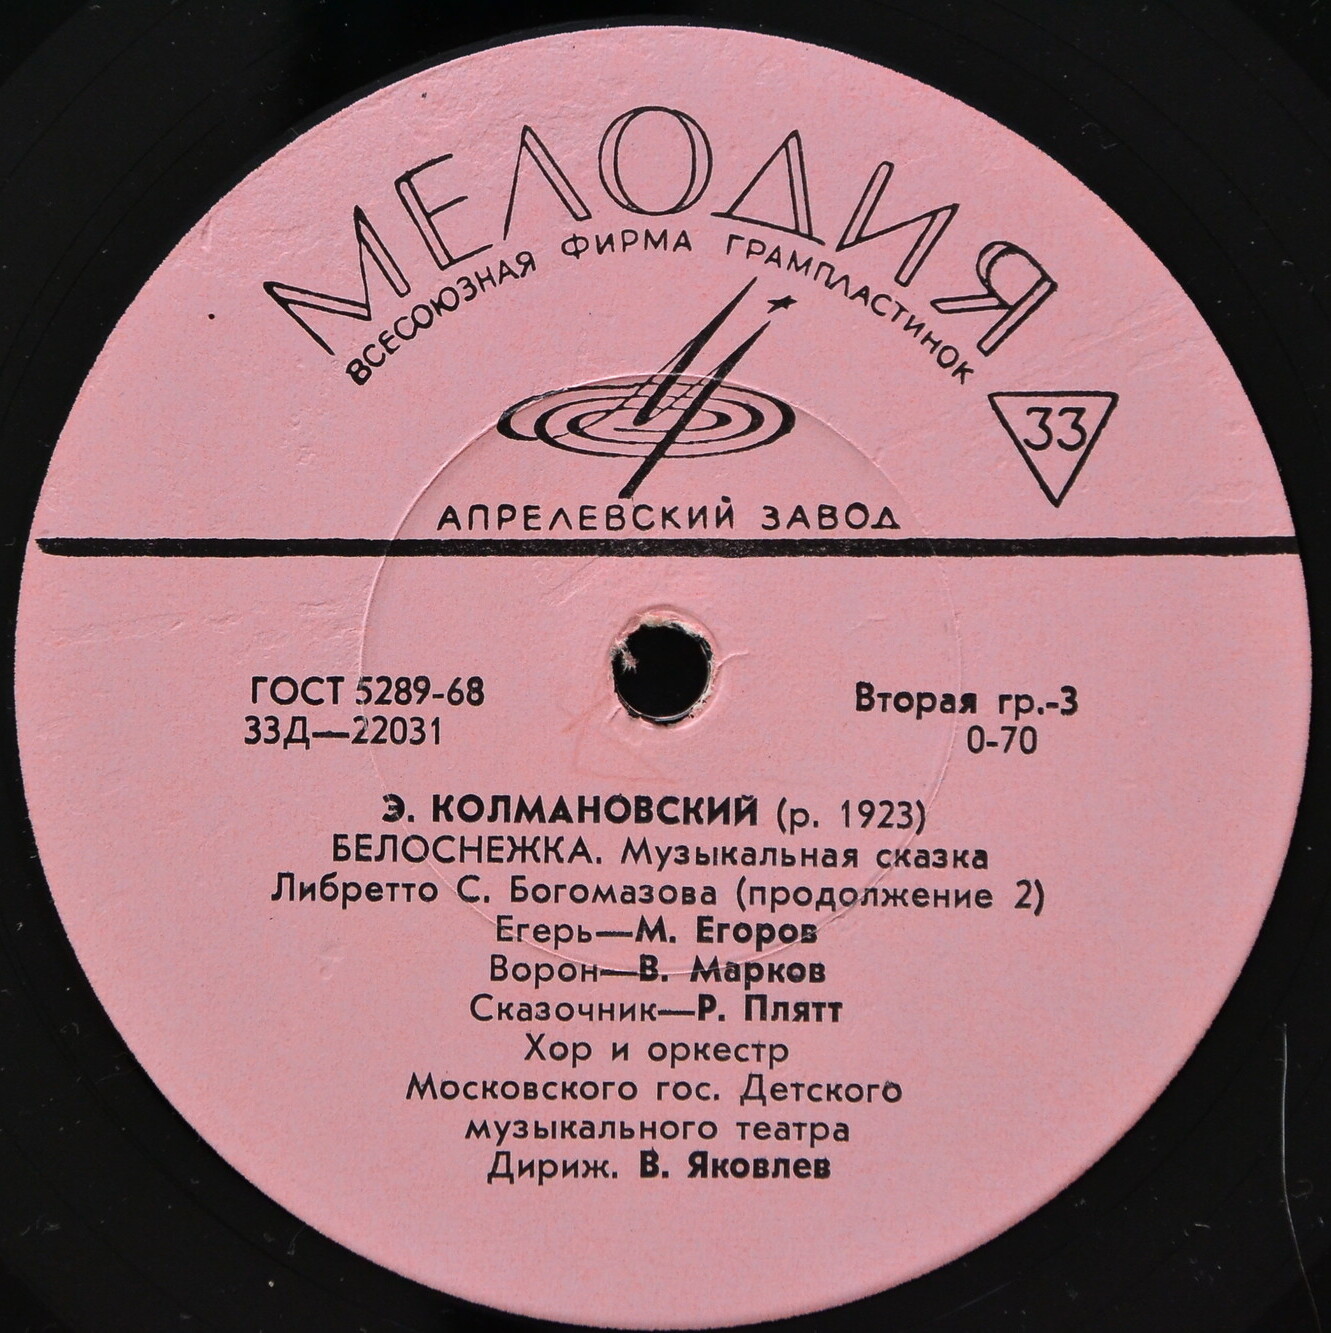 МЕЛОДИЯ
ВСЕСОЮЗНАЯ ФИРМА ГРАМПЛАСТИНОК
33
АПРЕЛЕВСКИЙ ЗАВОД
ГОСТ 5289-68
33Д—22031
Вторая гр.-3
0-70
Э. КОЛМАНОВСКИЙ (р. 1923)
БЕЛОСНЕЖКА. Музыкальная сказка
Либретто С. Богомазова (продолжение 2)
Егерь—М. Егоров
Ворон—В. Марков
Сказочник—Р. Плятт
Хор и оркестр
Московского гос. Детского
музыкального театра
Дириж. В. Яковлев